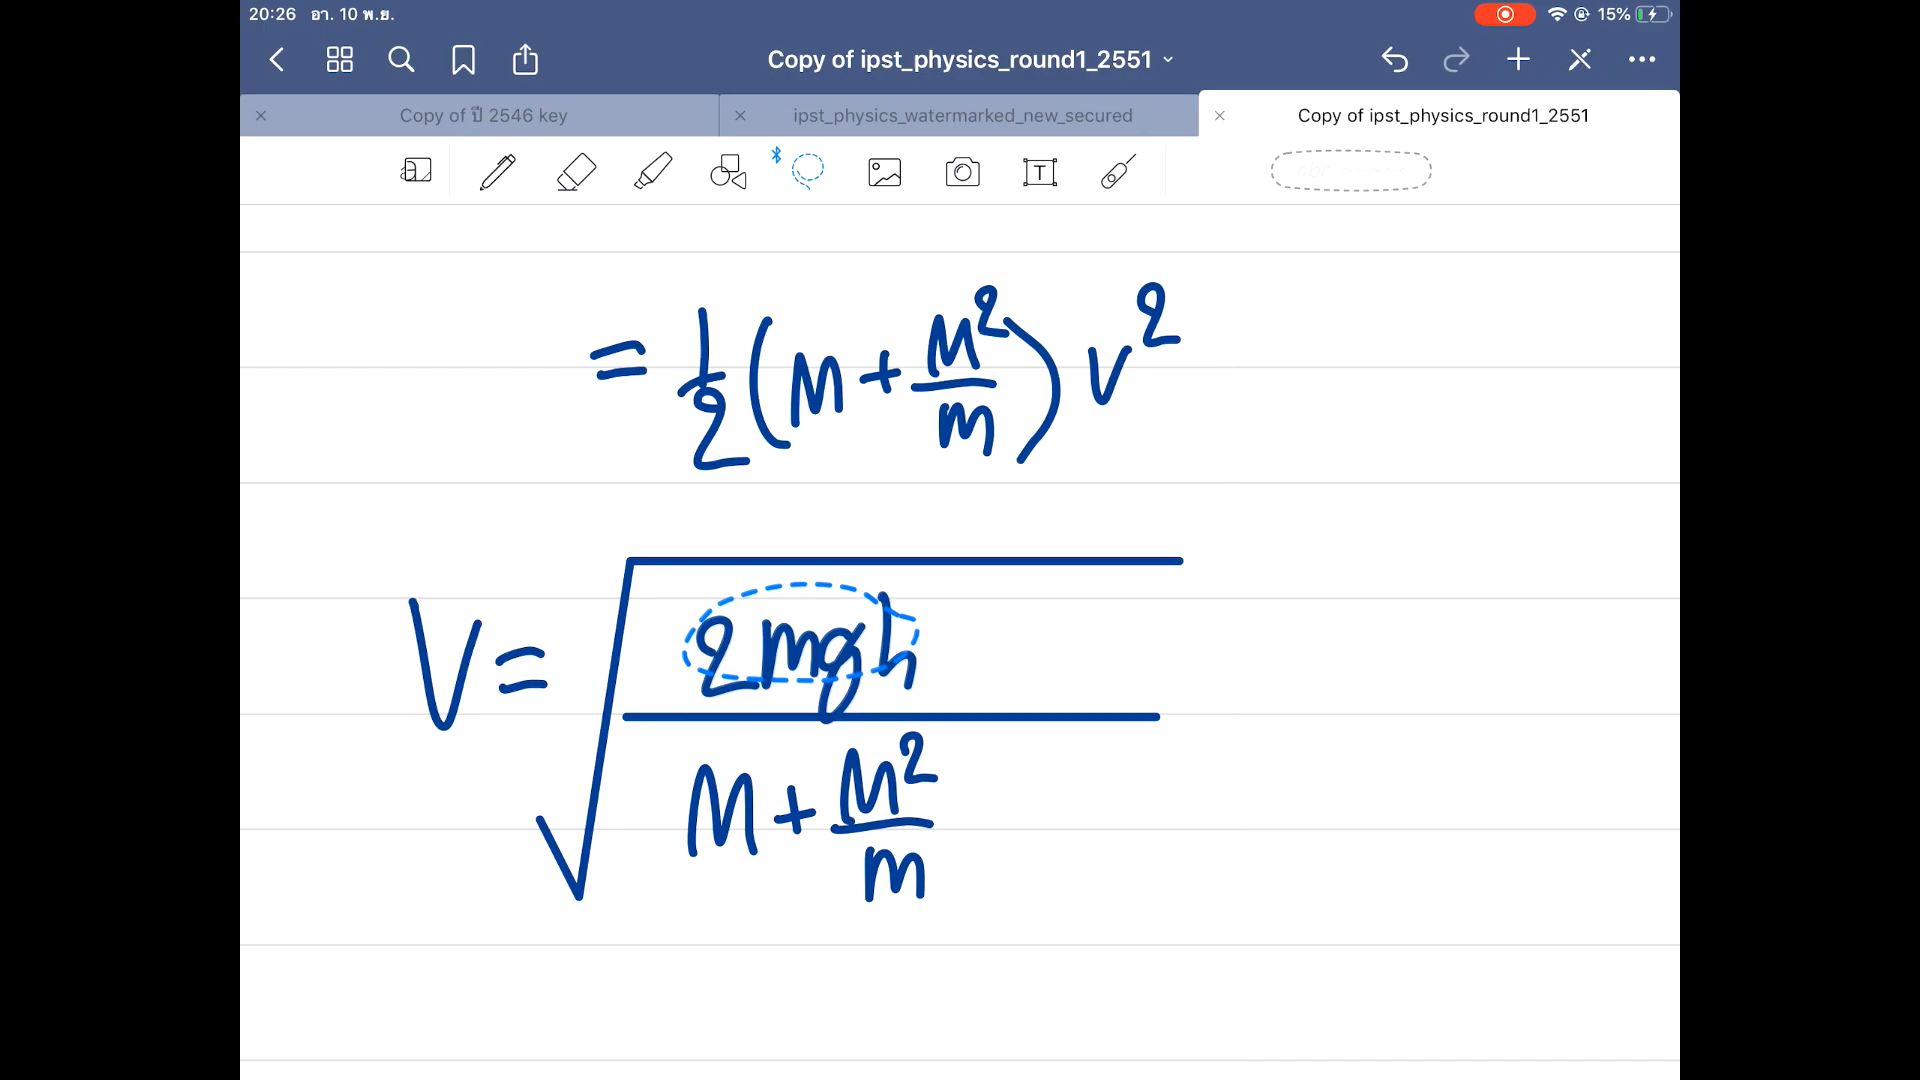 20:26 อา. 10 พ.ย. 15%
Copy of ipst_physics_round1_2551
Copy of ปี 2546 key ipst_physics_watermarked_new_secured Copy of ipst_physics_round1_2551
= 1/2 (M + M²/m) v²
V = √((2mgh)/(M + M²/m))